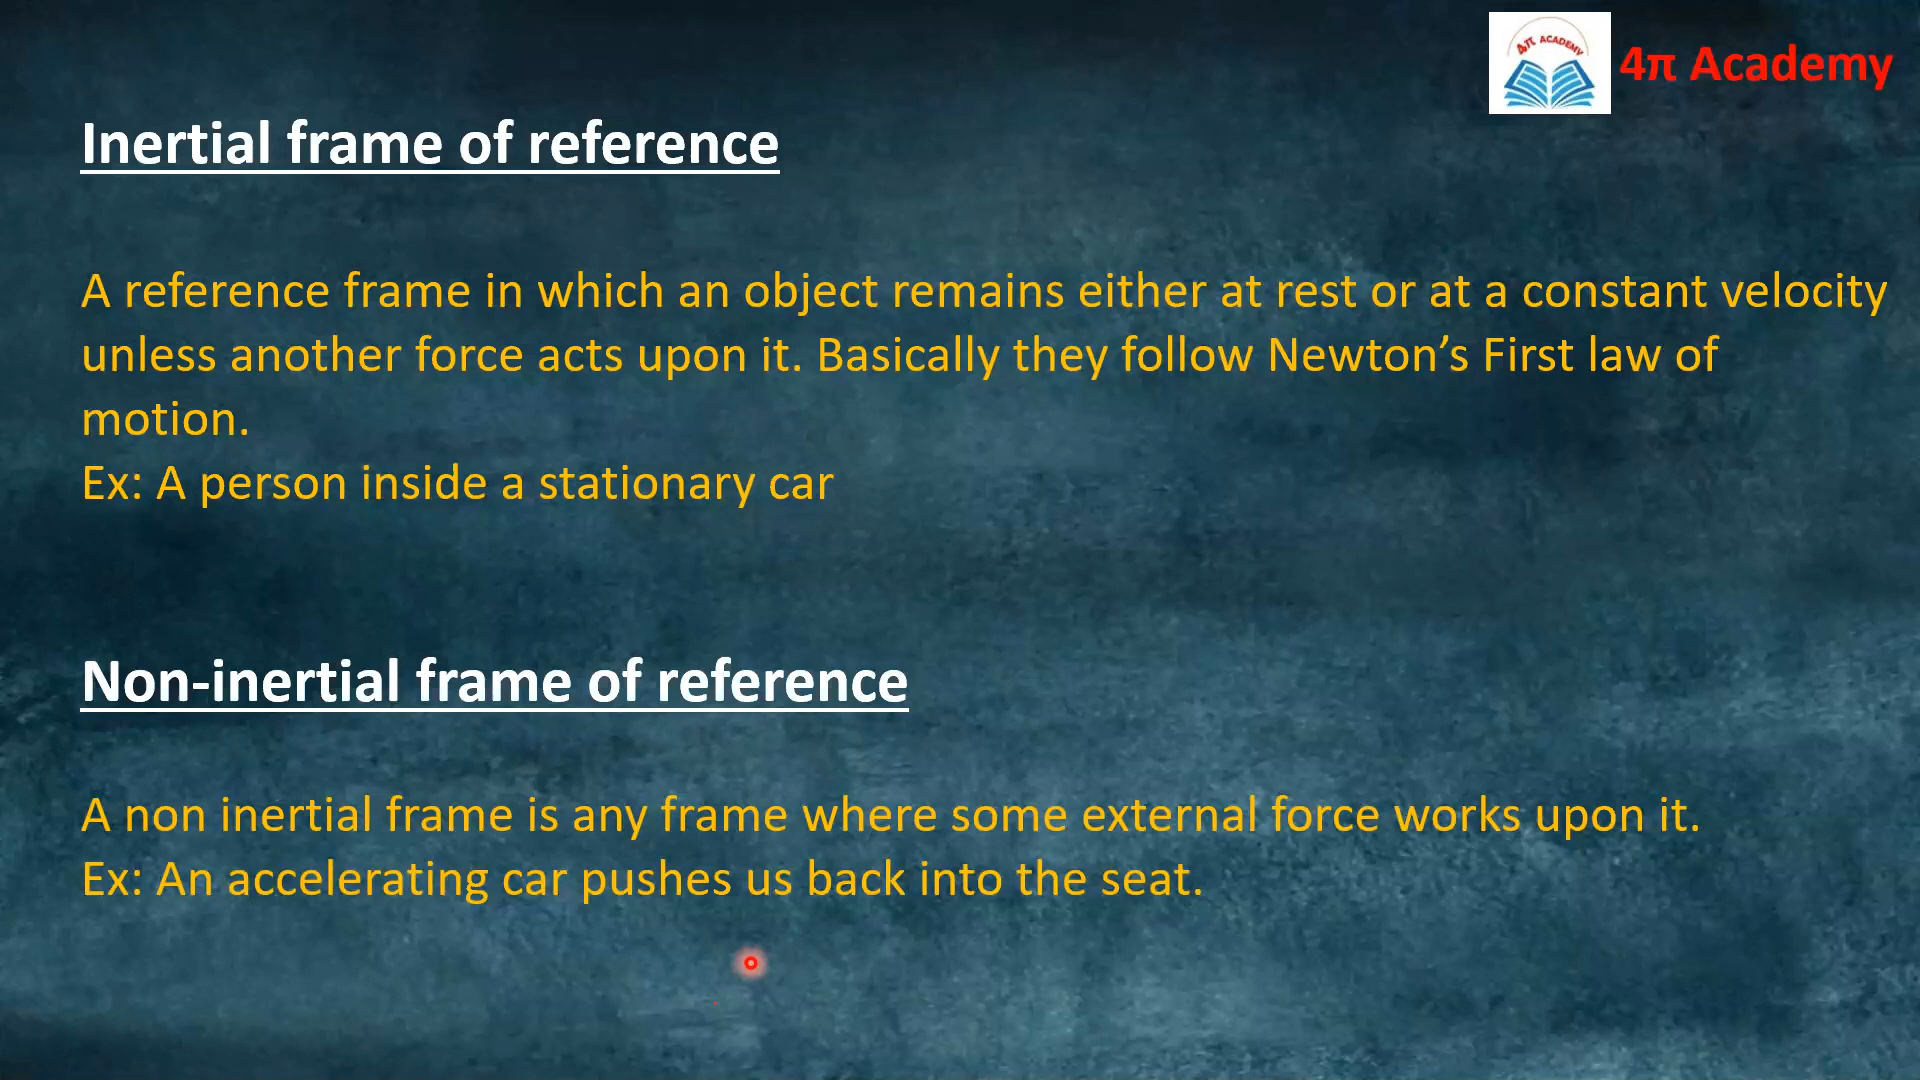 4π ACADEMY
4π Academy
Inertial frame of reference
A reference frame in which an object remains either at rest or at a constant velocity
unless another force acts upon it. Basically they follow Newton’s First law of
motion.
Ex: A person inside a stationary car
Non-inertial frame of reference
A non inertial frame is any frame where some external force works upon it.
Ex: An accelerating car pushes us back into the seat.